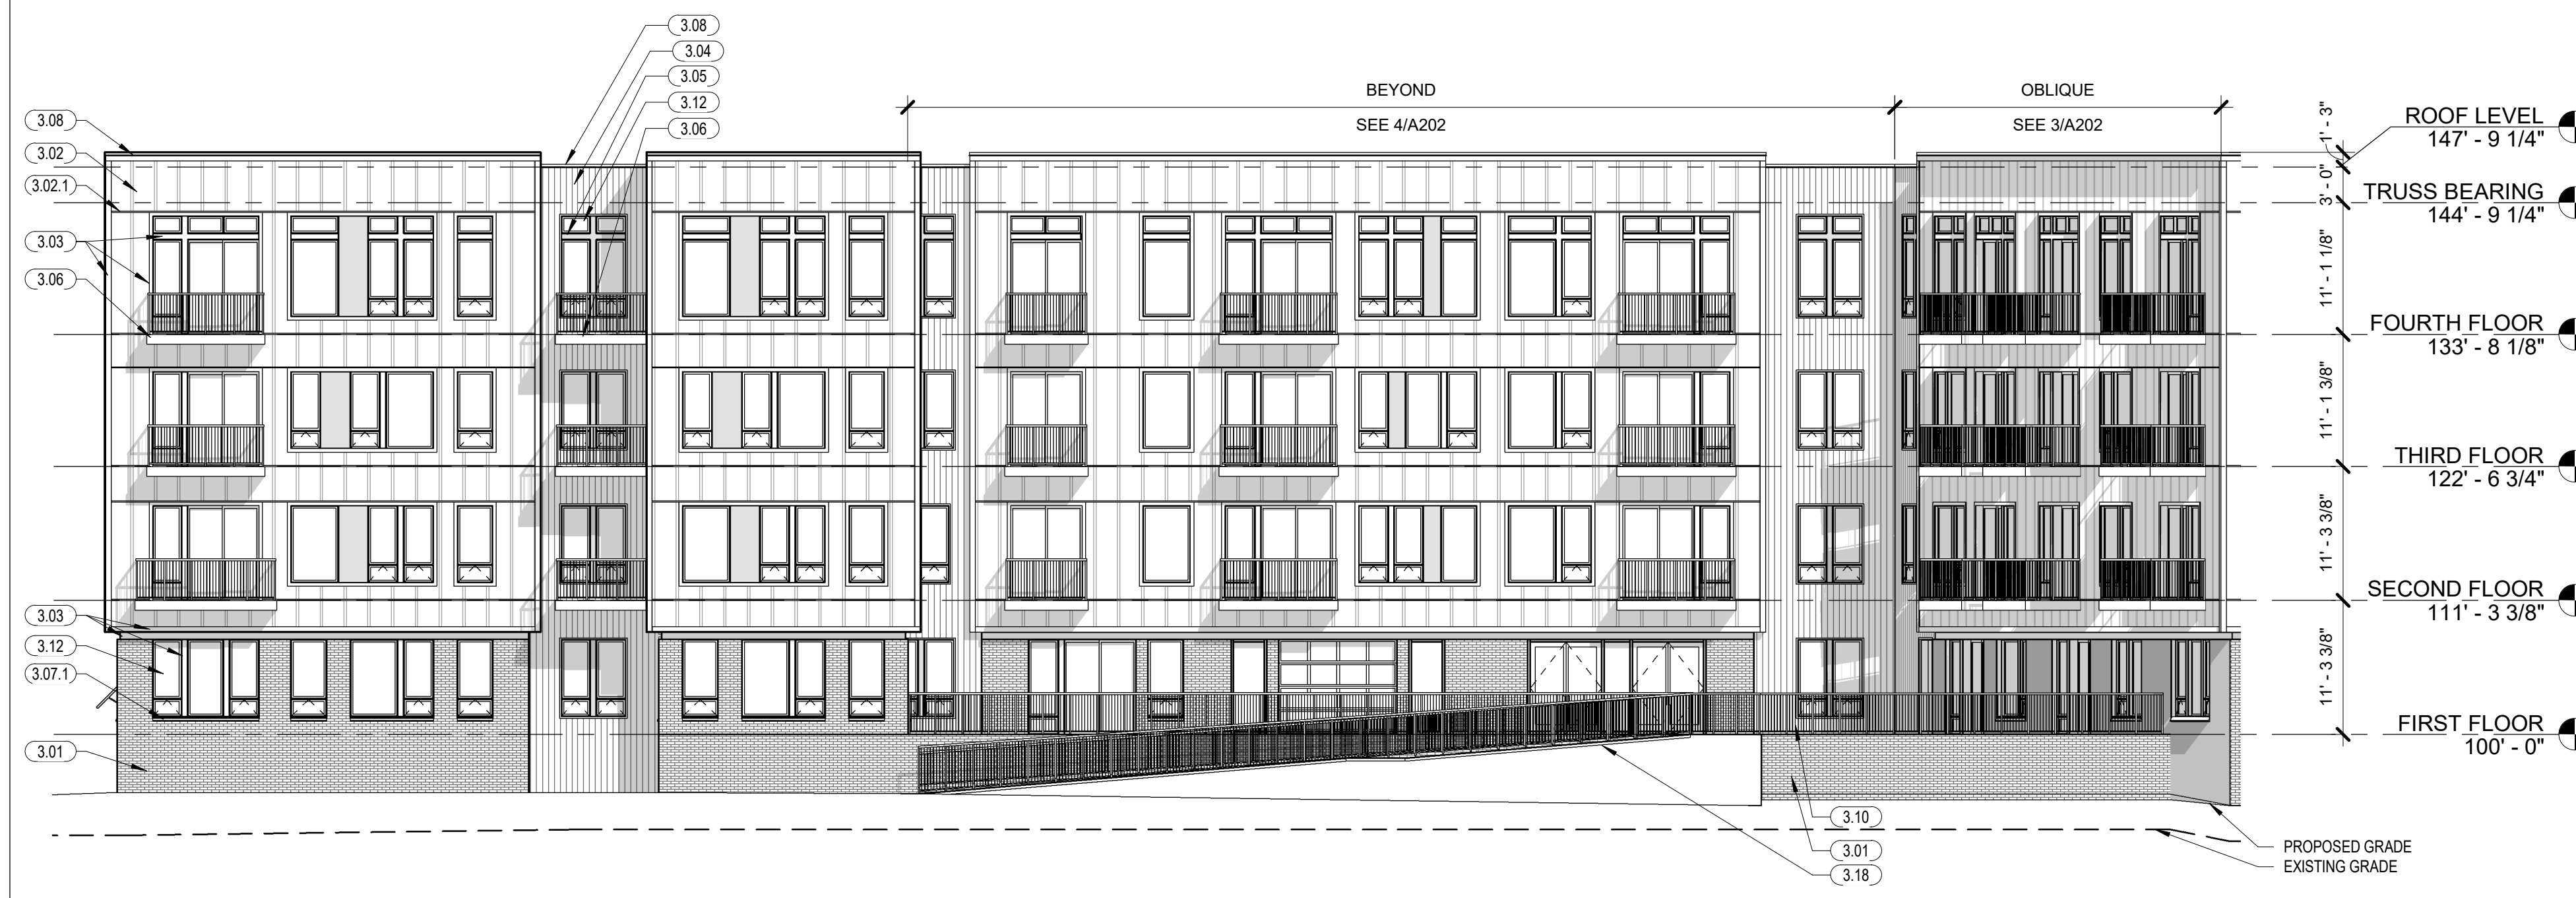 3.08
3.04
3.05
3.12
3.06
3.08
3.02
3.02.1
3.03
3.06
3.03
3.12
3.07.1
3.01
BEYOND
SEE 4/A202
OBLIQUE
SEE 3/A202
1' - 3"
3' - 0"
11' - 1 1/8"
11' - 1 3/8"
11' - 3 3/8"
11' - 3 3/8"
ROOF LEVEL
147' - 9 1/4"
TRUSS BEARING
144' - 9 1/4"
FOURTH FLOOR
133' - 8 1/8"
THIRD FLOOR
122' - 6 3/4"
SECOND FLOOR
111' - 3 3/8"
FIRST FLOOR
100' - 0"
3.10
3.01
3.18
PROPOSED GRADE
EXISTING GRADE